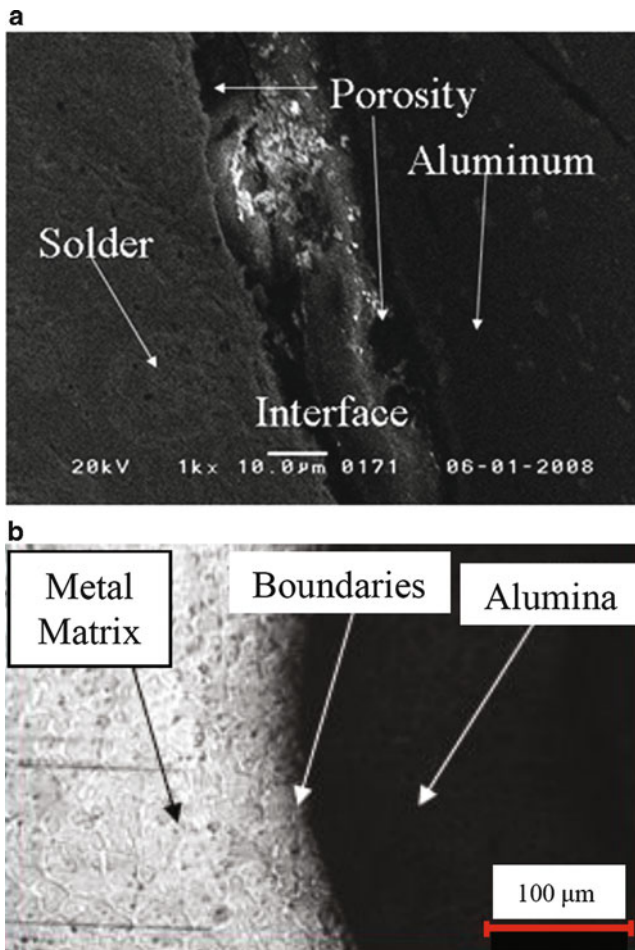 a
Porosity
Aluminum
Solder
Interface
20kV 1kx 10.0µm 0171 06-01-2008
b
Metal
Matrix
Boundaries
Alumina
100 µm